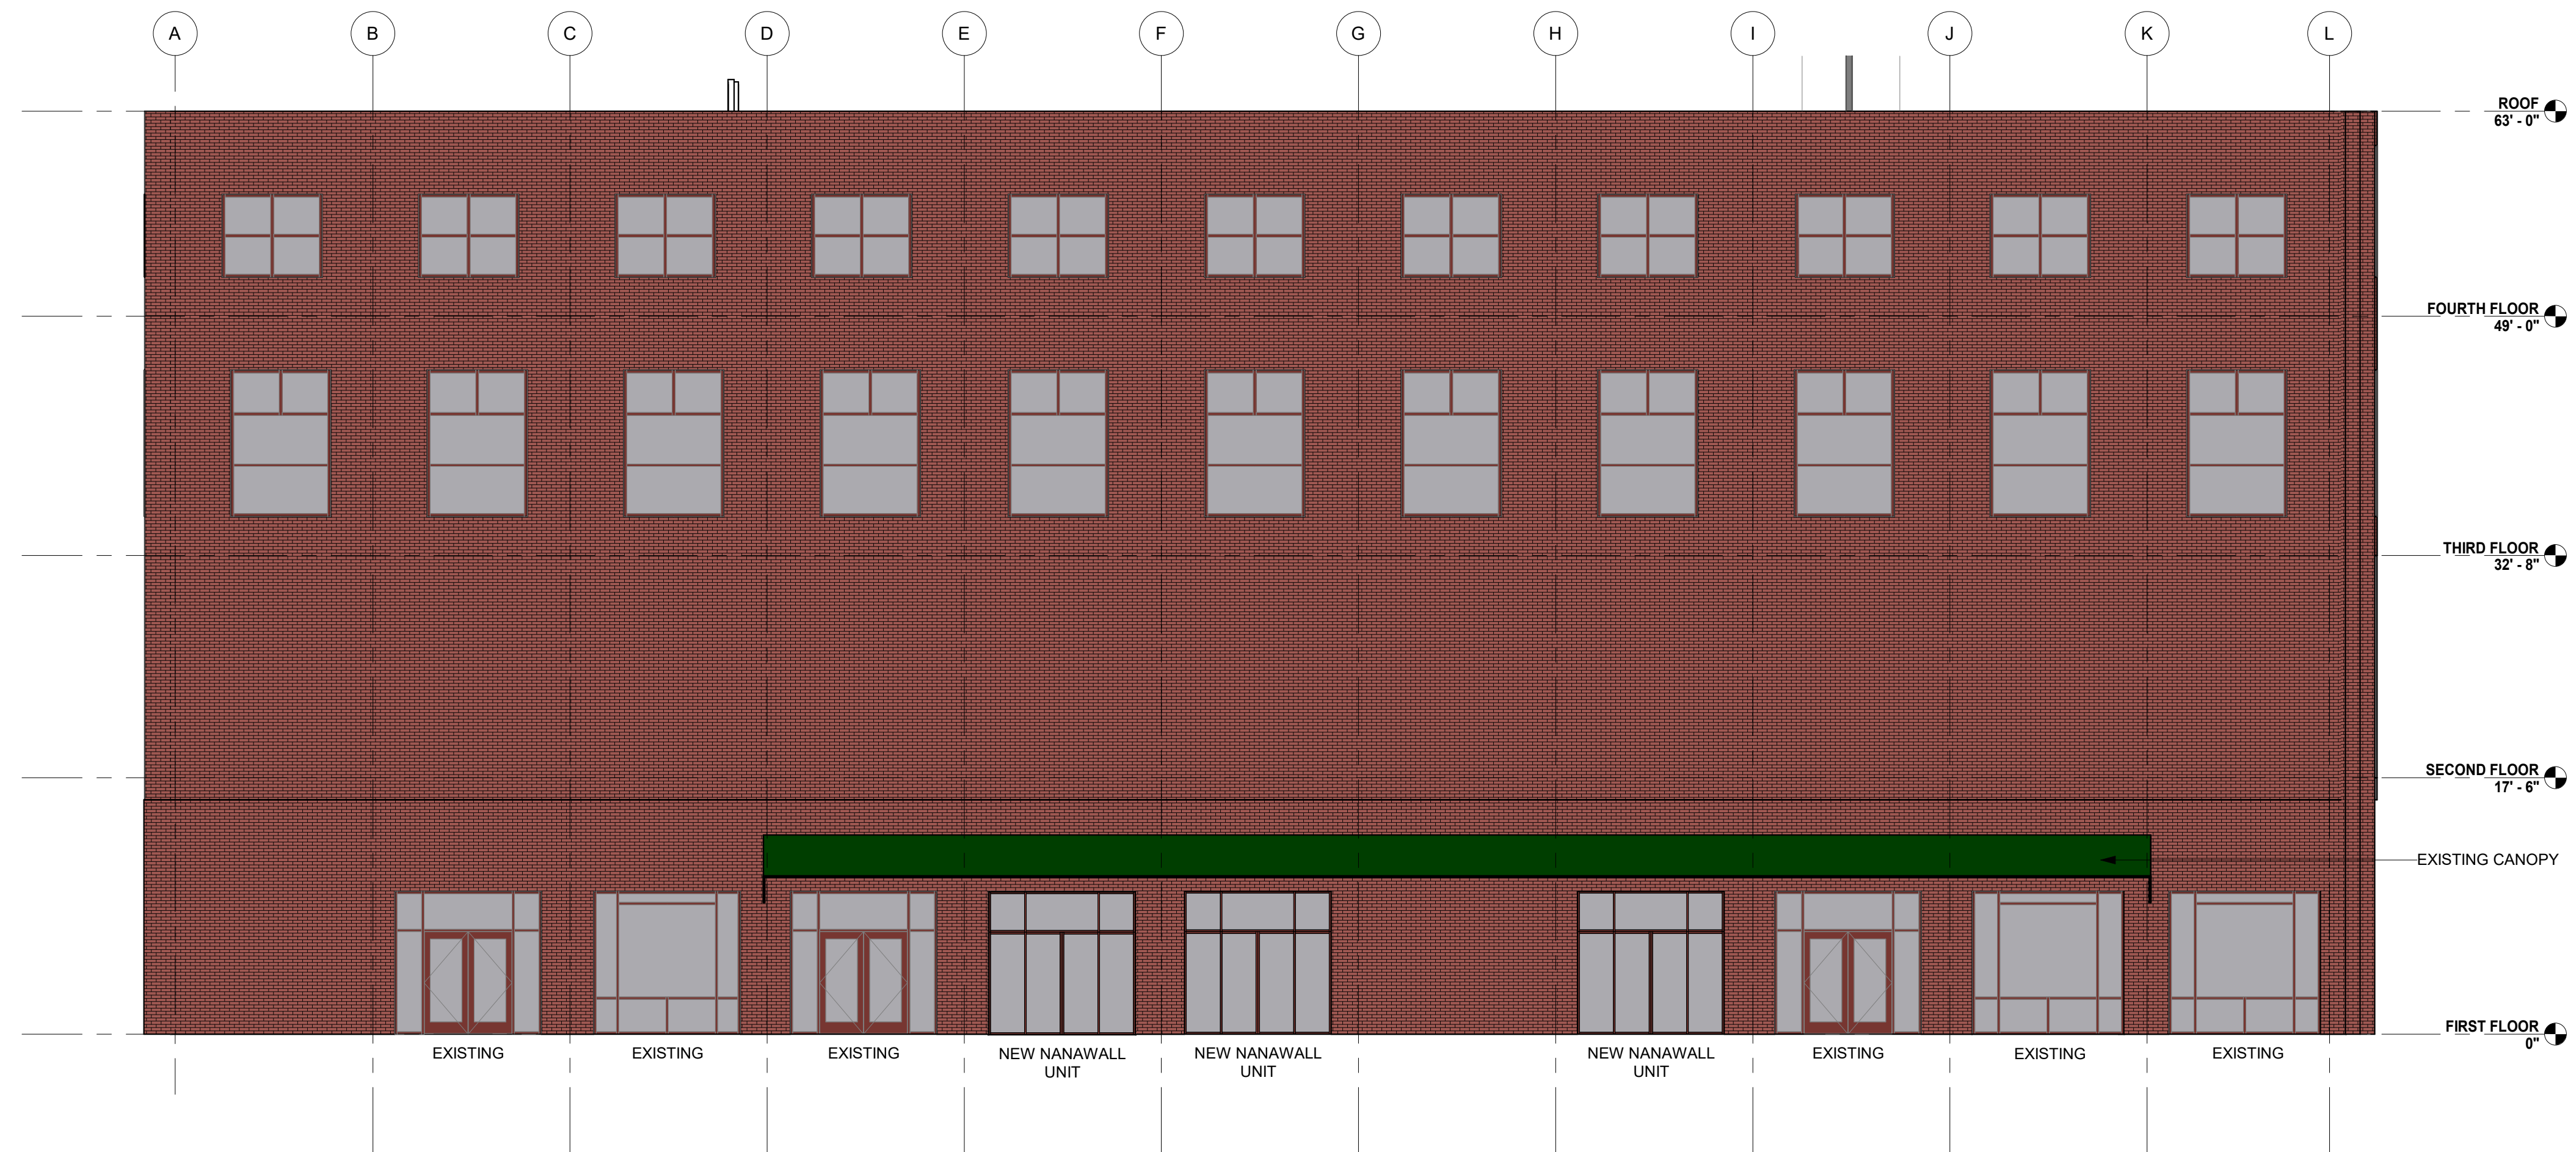 A B C D E F G H I J K L
ROOF
63' - 0"
FOURTH FLOOR
49' - 0"
THIRD FLOOR
32' - 8"
SECOND FLOOR
17' - 6"
EXISTING CANOPY
FIRST FLOOR
0"
EXISTING
EXISTING
EXISTING
NEW NANAWALL
UNIT
NEW NANAWALL
UNIT
NEW NANAWALL
UNIT
EXISTING
EXISTING
EXISTING